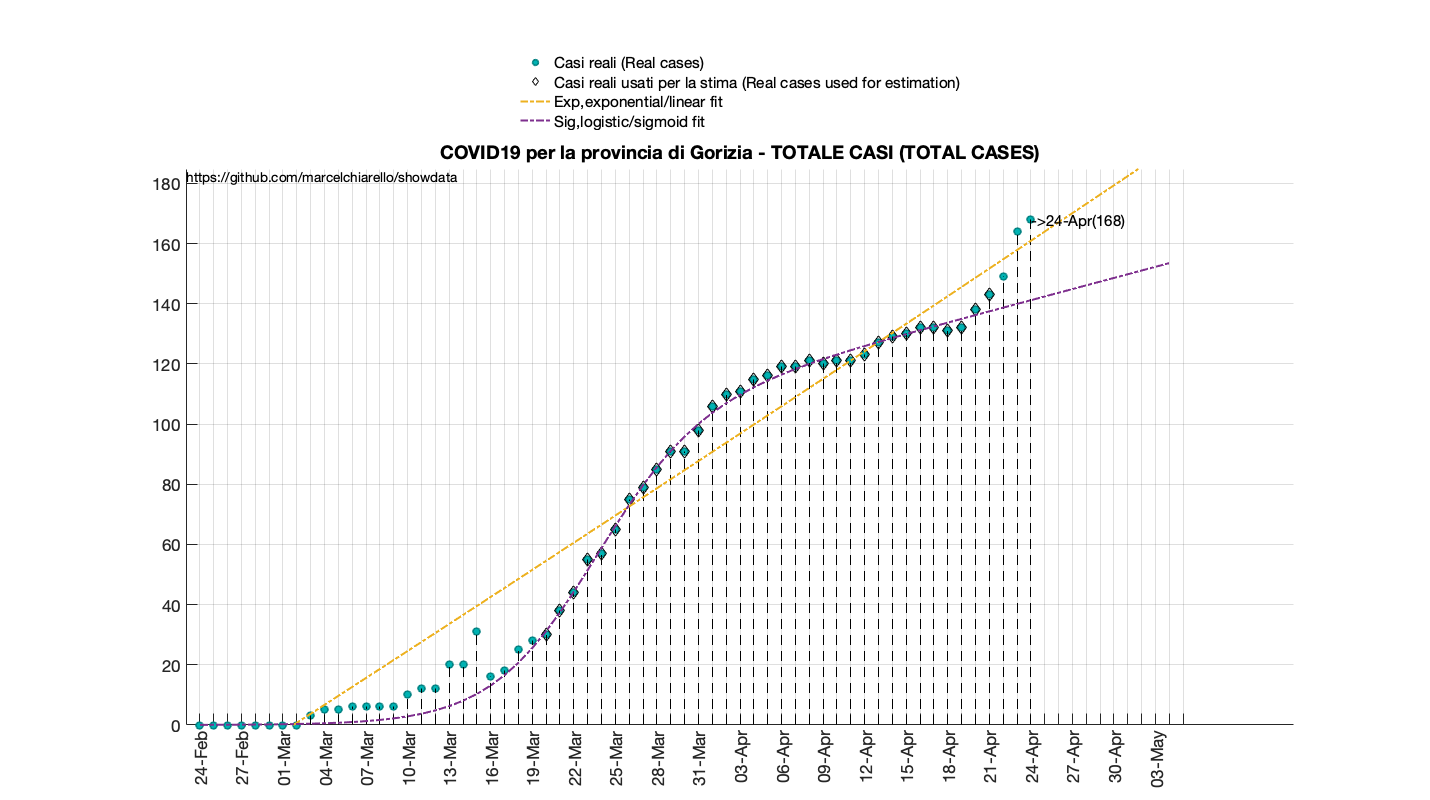 Casi reali (Real cases)
Casi reali usati per la stima (Real cases used for estimation)
Exp,exponential/linear fit
Sig,logistic/sigmoid fit
COVID19 per la provincia di Gorizia - TOTALE CASI (TOTAL CASES)
https://github.com/marcelchiarello/showdata
180
160
140
120
100
80
60
40
20
0
->24-Apr(168)
24-Feb
27-Feb
01-Mar
04-Mar
07-Mar
10-Mar
13-Mar
16-Mar
19-Mar
22-Mar
25-Mar
28-Mar
31-Mar
03-Apr
06-Apr
09-Apr
12-Apr
15-Apr
18-Apr
21-Apr
24-Apr
27-Apr
30-Apr
03-May